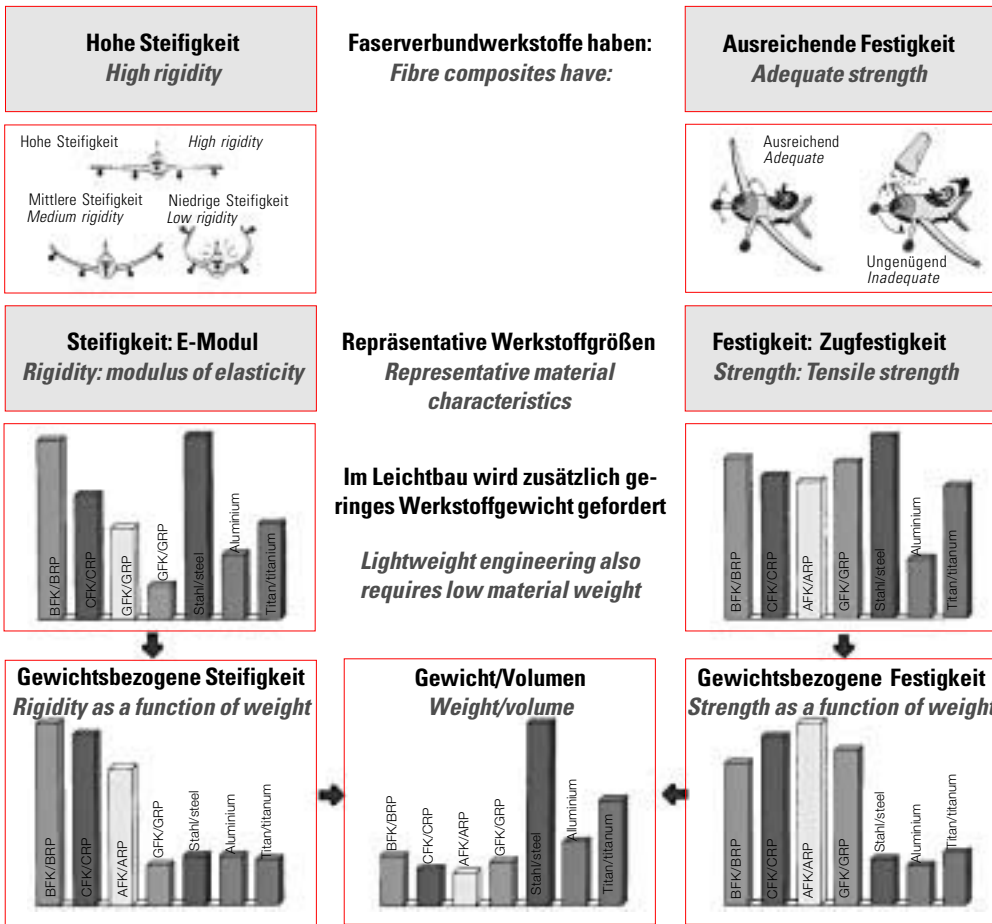 Hohe Steifigkeit
High rigidity
Faserverbundwerkstoffe haben:
Fibre composites have:
Ausreichende Festigkeit
Adequate strength
Hohe Steifigkeit
High rigidity
Mittlere Steifigkeit
Medium rigidity
Niedrige Steifigkeit
Low rigidity
Ausreichend
Adequate
Ungenügend
Inadequate
Steifigkeit: E-Modul
Rigidity: modulus of elasticity
Repräsentative Werkstoffgrößen
Representative material
characteristics
Festigkeit: Zugfestigkeit
Strength: Tensile strength
BFK/BRP
CFK/CRP
GFK/GRP
GFK/GRP
Stahl/steel
Aluminium
Titan/titanium
Im Leichtbau wird zusätzlich ge-
ringes Werkstoffgewicht gefordert
Lightweight engineering also
requires low material weight
BFK/BRP
CFK/CRP
AFK/ARP
GFK/GRP
Stahl/steel
Aluminium
Titan/titanum
Gewichtsbezogene Steifigkeit
Rigidity as a function of weight
BFK/BRP
CFK/CRP
AFK/ARP
GFK/GRP
Stahl/steel
Aluminium
Titan/titanum
Gewicht/Volumen
Weight/volume
BFK/BRP
CFK/CRP
AFK/ARP
GFK/GRP
Stahl/steel
Alluminium
Titan/titanum
Gewichtsbezogene Festigkeit
Strength as a function of weight
BFK/BRP
CFK/CRP
AFK/ARP
GFK/GRP
Stahl/steel
Aluminium
Titan/titanum